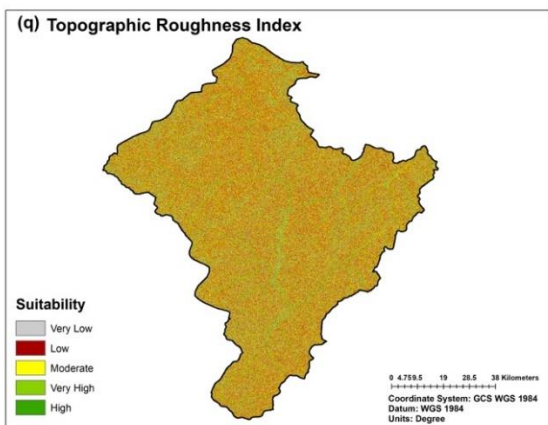 (q) Topographic Roughness Index
Suitability
Very Low
Low
Moderate
Very High
High
0 4.759.5 19 28.5 38 Kilometers
Coordinate System: GCS WGS 1984
Datum: WGS 1984
Units: Degree